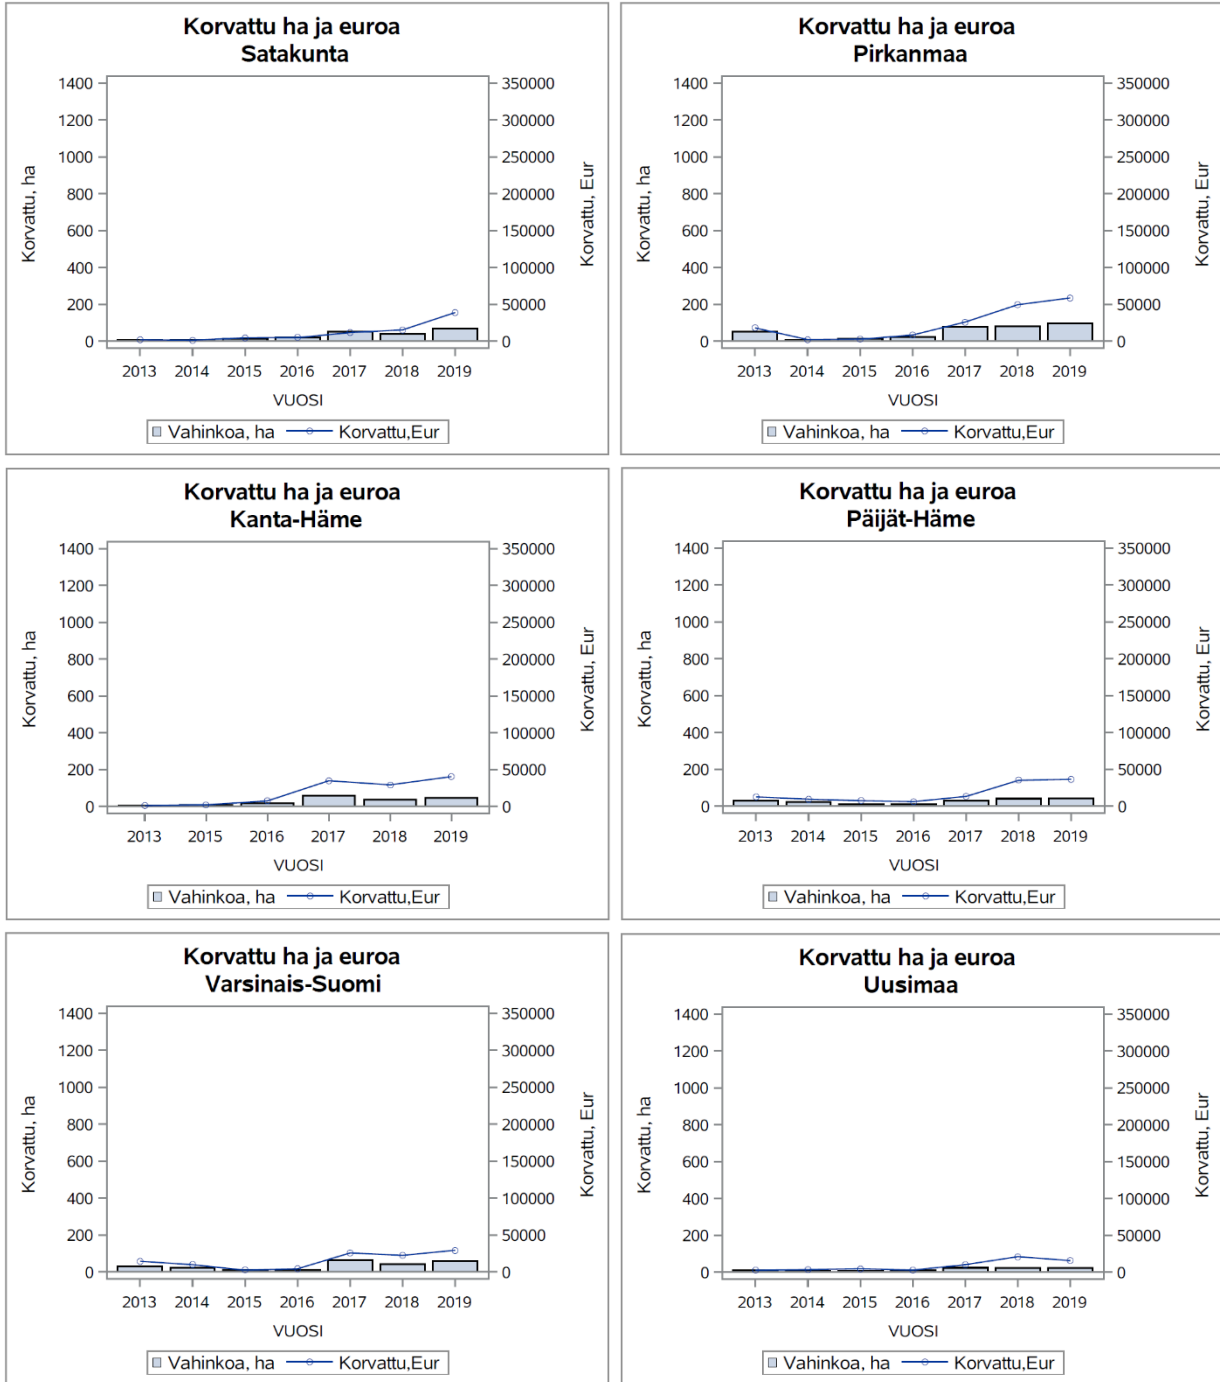 Korvattu ha ja euroa
Satakunta
1400
1200
1000
800
600
400
200
0
Korvattu, ha
350000
300000
250000
200000
150000
100000
50000
0
Korvattu, Eur
2013 2014 2015 2016 2017 2018 2019
VUOSI
Vahinkoa, ha Korvattu,Eur
Korvattu ha ja euroa
Pirkanmaa
1400
1200
1000
800
600
400
200
0
Korvattu, ha
350000
300000
250000
200000
150000
100000
50000
0
Korvattu, Eur
2013 2014 2015 2016 2017 2018 2019
VUOSI
Vahinkoa, ha Korvattu,Eur
Korvattu ha ja euroa
Kanta-Häme
1400
1200
1000
800
600
400
200
0
Korvattu, ha
350000
300000
250000
200000
150000
100000
50000
0
Korvattu, Eur
2013 2015 2016 2017 2018 2019
VUOSI
Vahinkoa, ha Korvattu,Eur
Korvattu ha ja euroa
Päijät-Häme
1400
1200
1000
800
600
400
200
0
Korvattu, ha
350000
300000
250000
200000
150000
100000
50000
0
Korvattu, Eur
2013 2014 2015 2016 2017 2018 2019
VUOSI
Vahinkoa, ha Korvattu,Eur
Korvattu ha ja euroa
Varsinais-Suomi
1400
1200
1000
800
600
400
200
0
Korvattu, ha
350000
300000
250000
200000
150000
100000
50000
0
Korvattu, Eur
2013 2014 2015 2016 2017 2018 2019
VUOSI
Vahinkoa, ha Korvattu,Eur
Korvattu ha ja euroa
Uusimaa
1400
1200
1000
800
600
400
200
0
Korvattu, ha
350000
300000
250000
200000
150000
100000
50000
0
Korvattu, Eur
2013 2014 2015 2016 2017 2018 2019
VUOSI
Vahinkoa, ha Korvattu,Eur